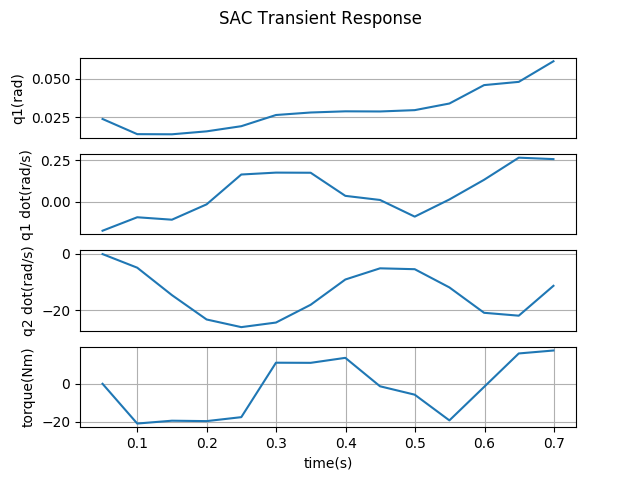 SAC Transient Response
q1(rad)
0.050
0.025
q1 dot(rad/s)
0.25
0.00
q2 dot(rad/s)
0
−20
torque(Nm)
0
−20
0.1 0.2 0.3 0.4 0.5 0.6 0.7
time(s)